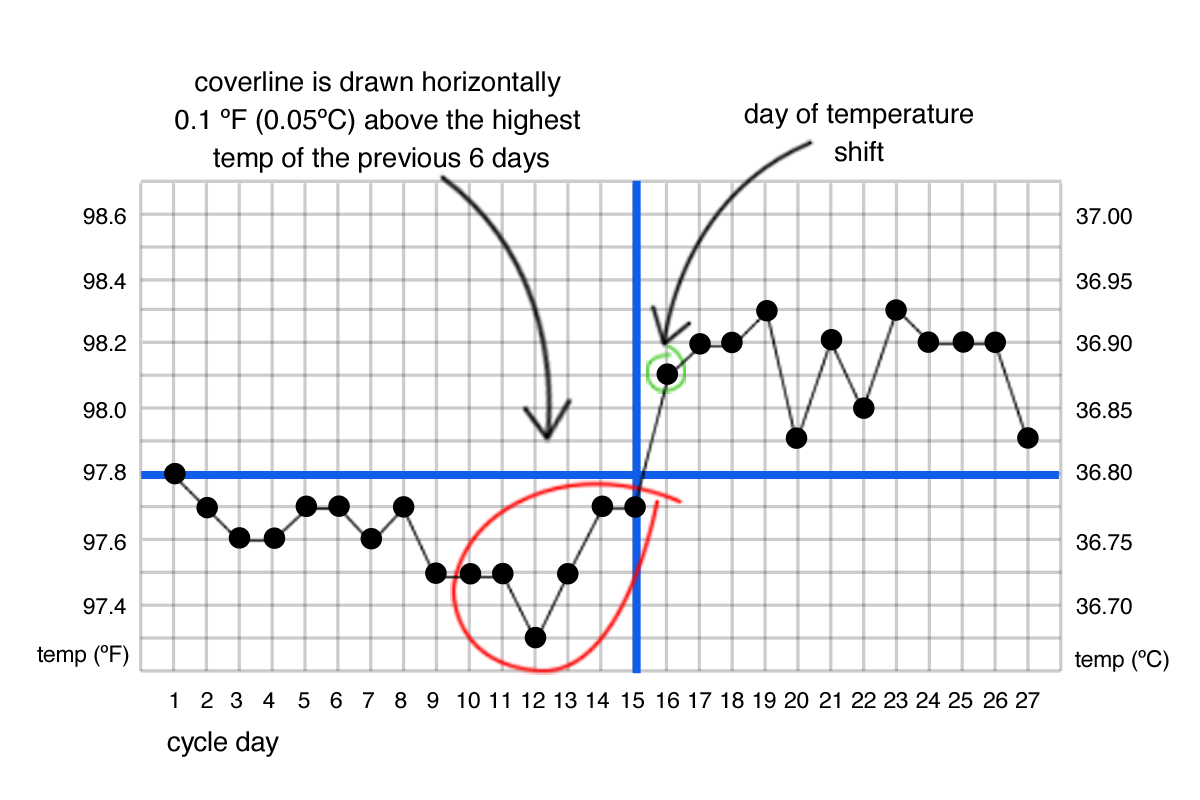 coverline is drawn horizontally
0.1 ºF (0.05ºC) above the highest
temp of the previous 6 days
day of temperature
shift
98.6 37.00
98.4 36.95
98.2 36.90
98.0 36.85
97.8 36.80
97.6 36.75
97.4 36.70
temp (ºF) temp (ºC)
1 2 3 4 5 6 7 8 9 10 11 12 13 14 15 16 17 18 19 20 21 22 23 24 25 26 27
cycle day